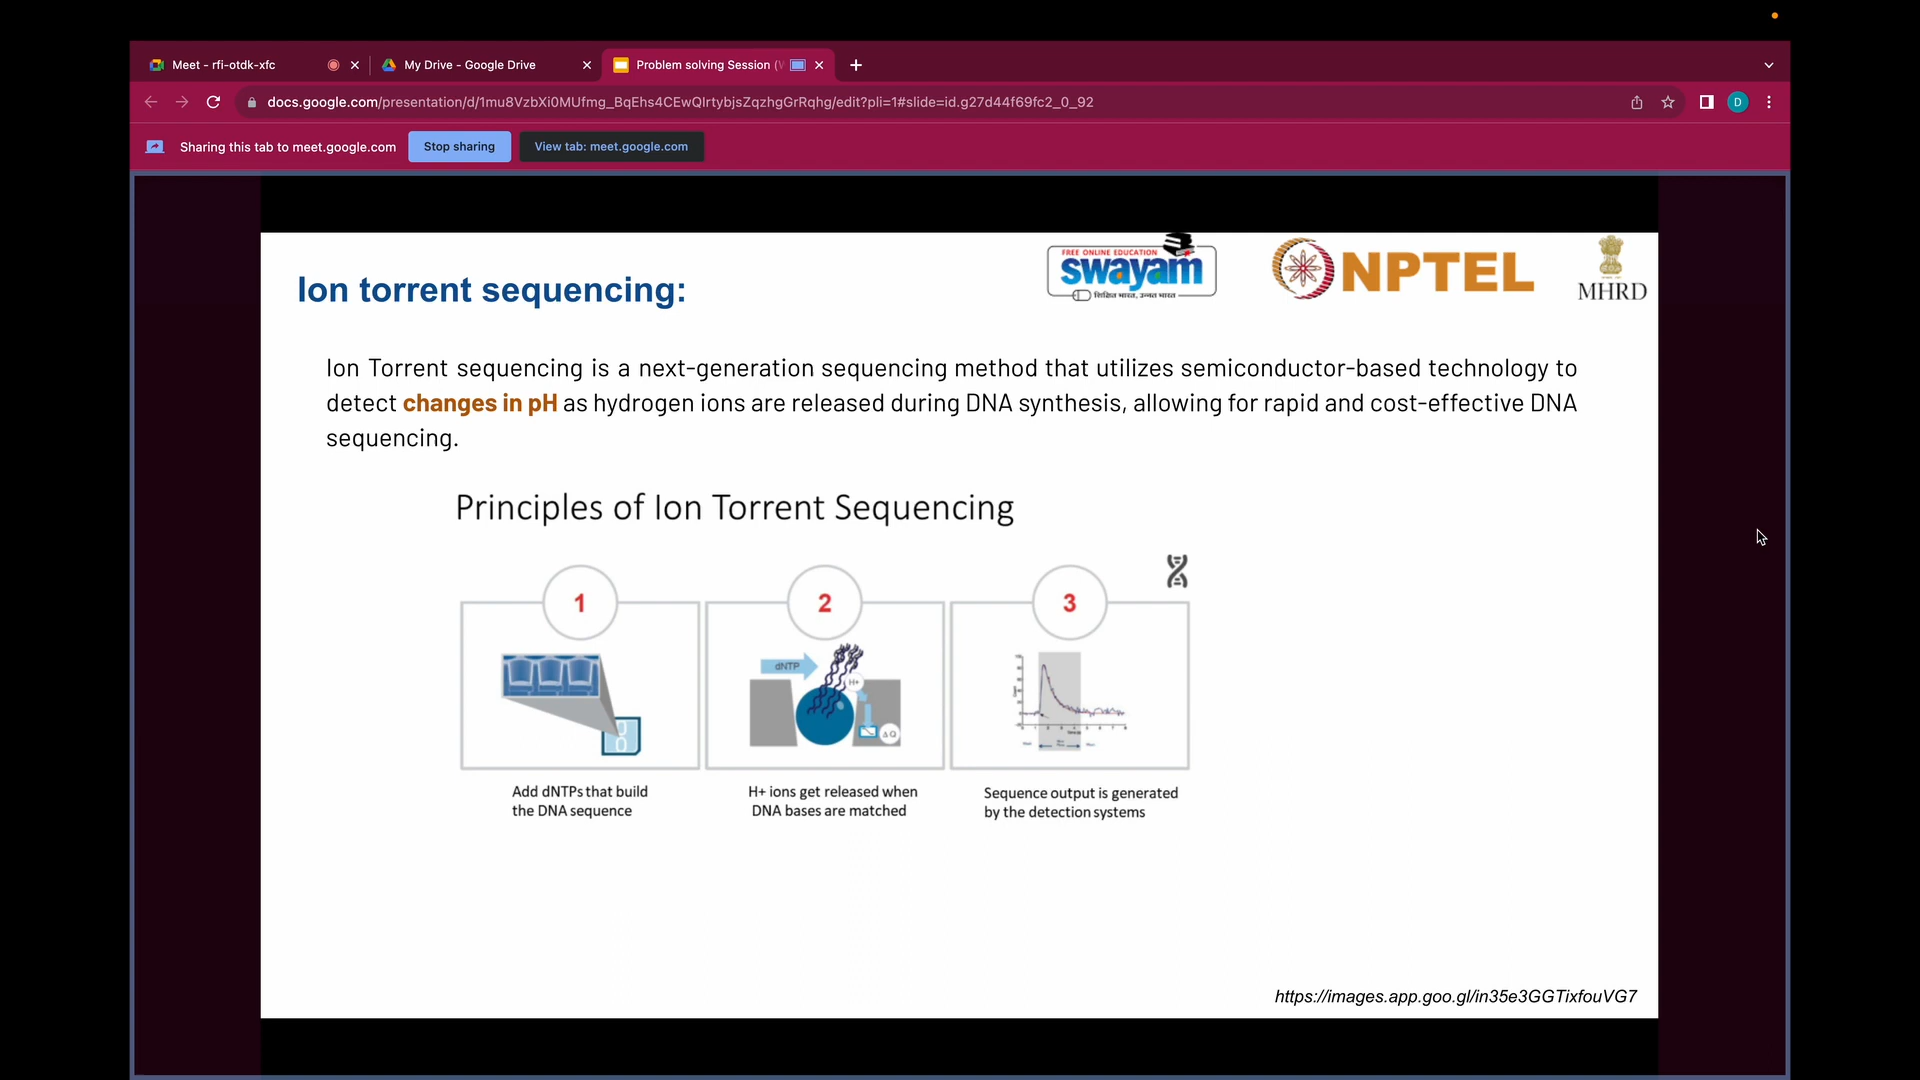 Meet - rfi-otdk-xfc
My Drive - Google Drive
Problem solving Session (
docs.google.com/presentation/d/1mu8VzbXi0MUfmg_BqEhs4CEwQIrtybjsZqzhgGrRqhg/edit?pli=1#slide=id.g27d44f69fc2_0_92
D
Sharing this tab to meet.google.com
Stop sharing
View tab: meet.google.com
FREE ONLINE EDUCATION
swayam
शिक्षित भारत, उन्नत भारत
NPTEL
MHRD
Ion torrent sequencing:
Ion Torrent sequencing is a next-generation sequencing method that utilizes semiconductor-based technology to
detect changes in pH as hydrogen ions are released during DNA synthesis, allowing for rapid and cost-effective DNA
sequencing.
Principles of Ion Torrent Sequencing
1
2
3
dNTP
H+
ΔQ
Add dNTPs that build
the DNA sequence
H+ ions get released when
DNA bases are matched
Sequence output is generated
by the detection systems
https://images.app.goo.gl/in35e3GGTixfouVG7